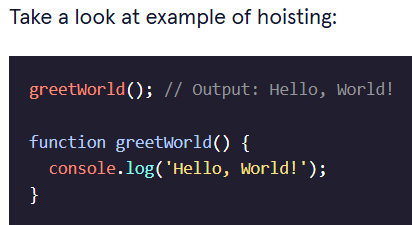 Take a look at example of hoisting:
greetWorld(); // Output: Hello, World!
function greetWorld() {
  console.log('Hello, World!');
}